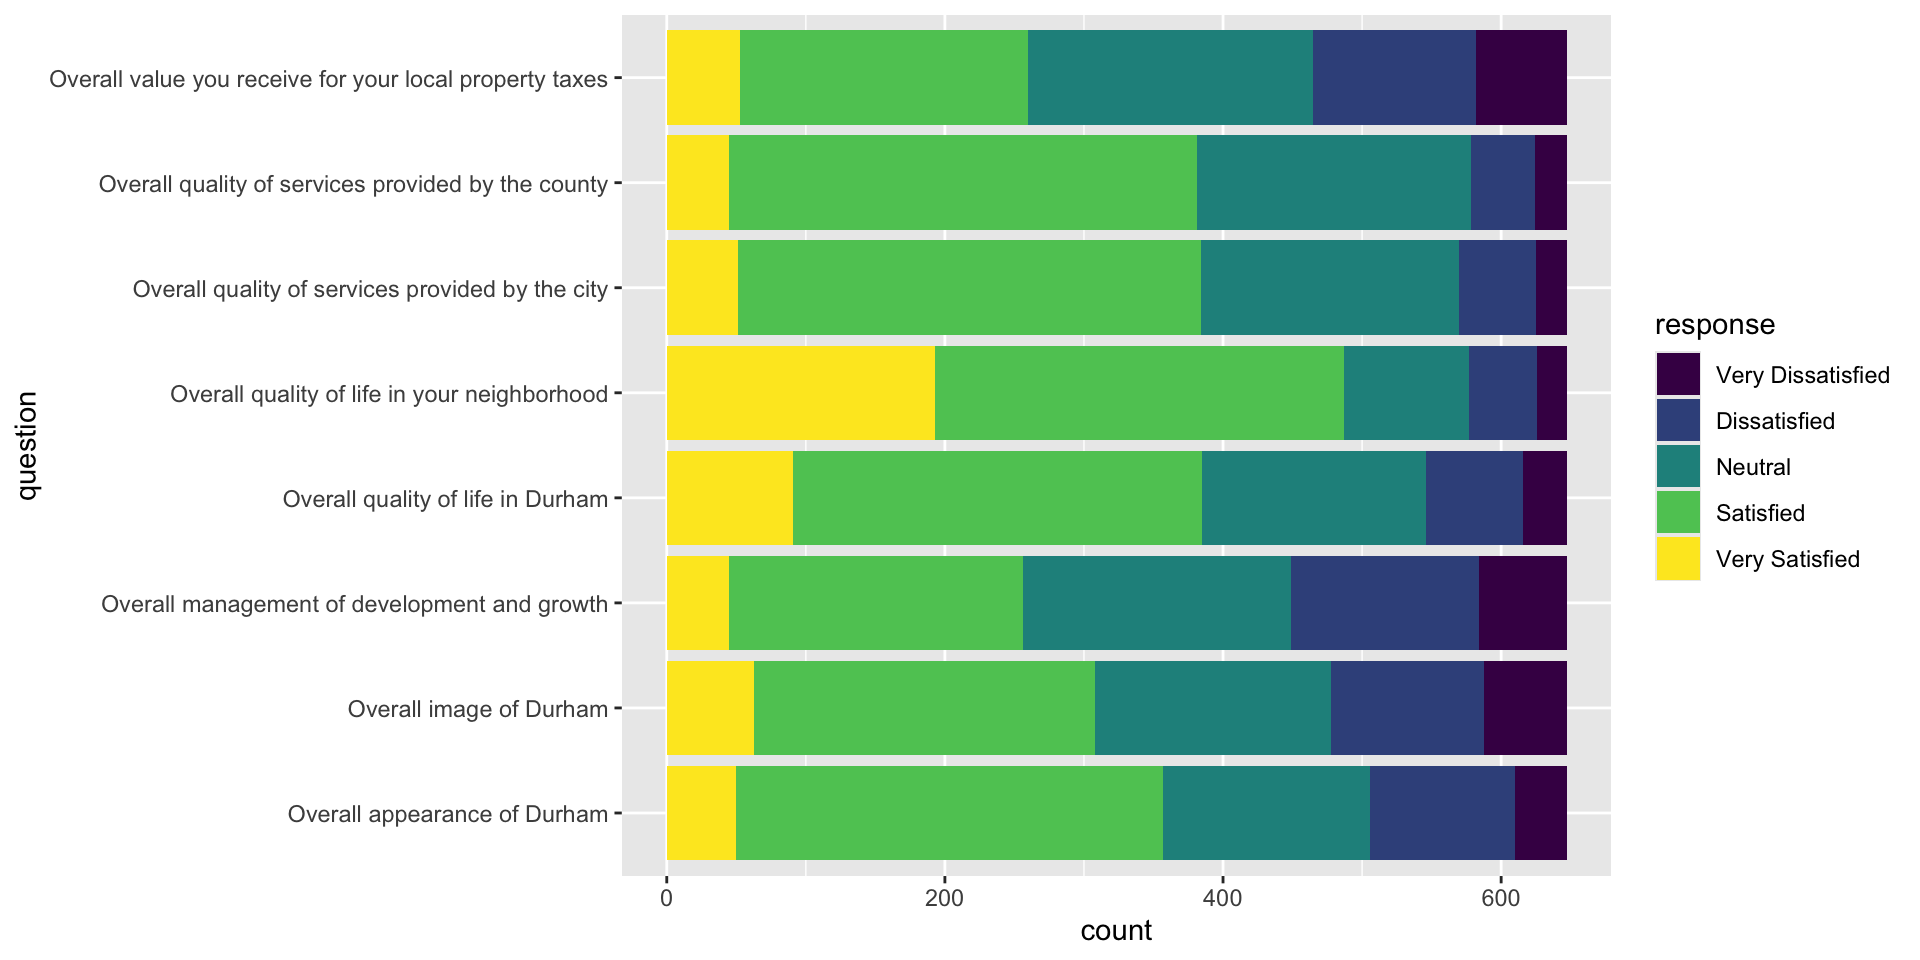 Overall value you receive for your local property taxes
Overall quality of services provided by the county
Overall quality of services provided by the city
Overall quality of life in your neighborhood
Overall quality of life in Durham
Overall management of development and growth
Overall image of Durham
Overall appearance of Durham
question
0 200 400 600
count
response
Very Dissatisfied
Dissatisfied
Neutral
Satisfied
Very Satisfied